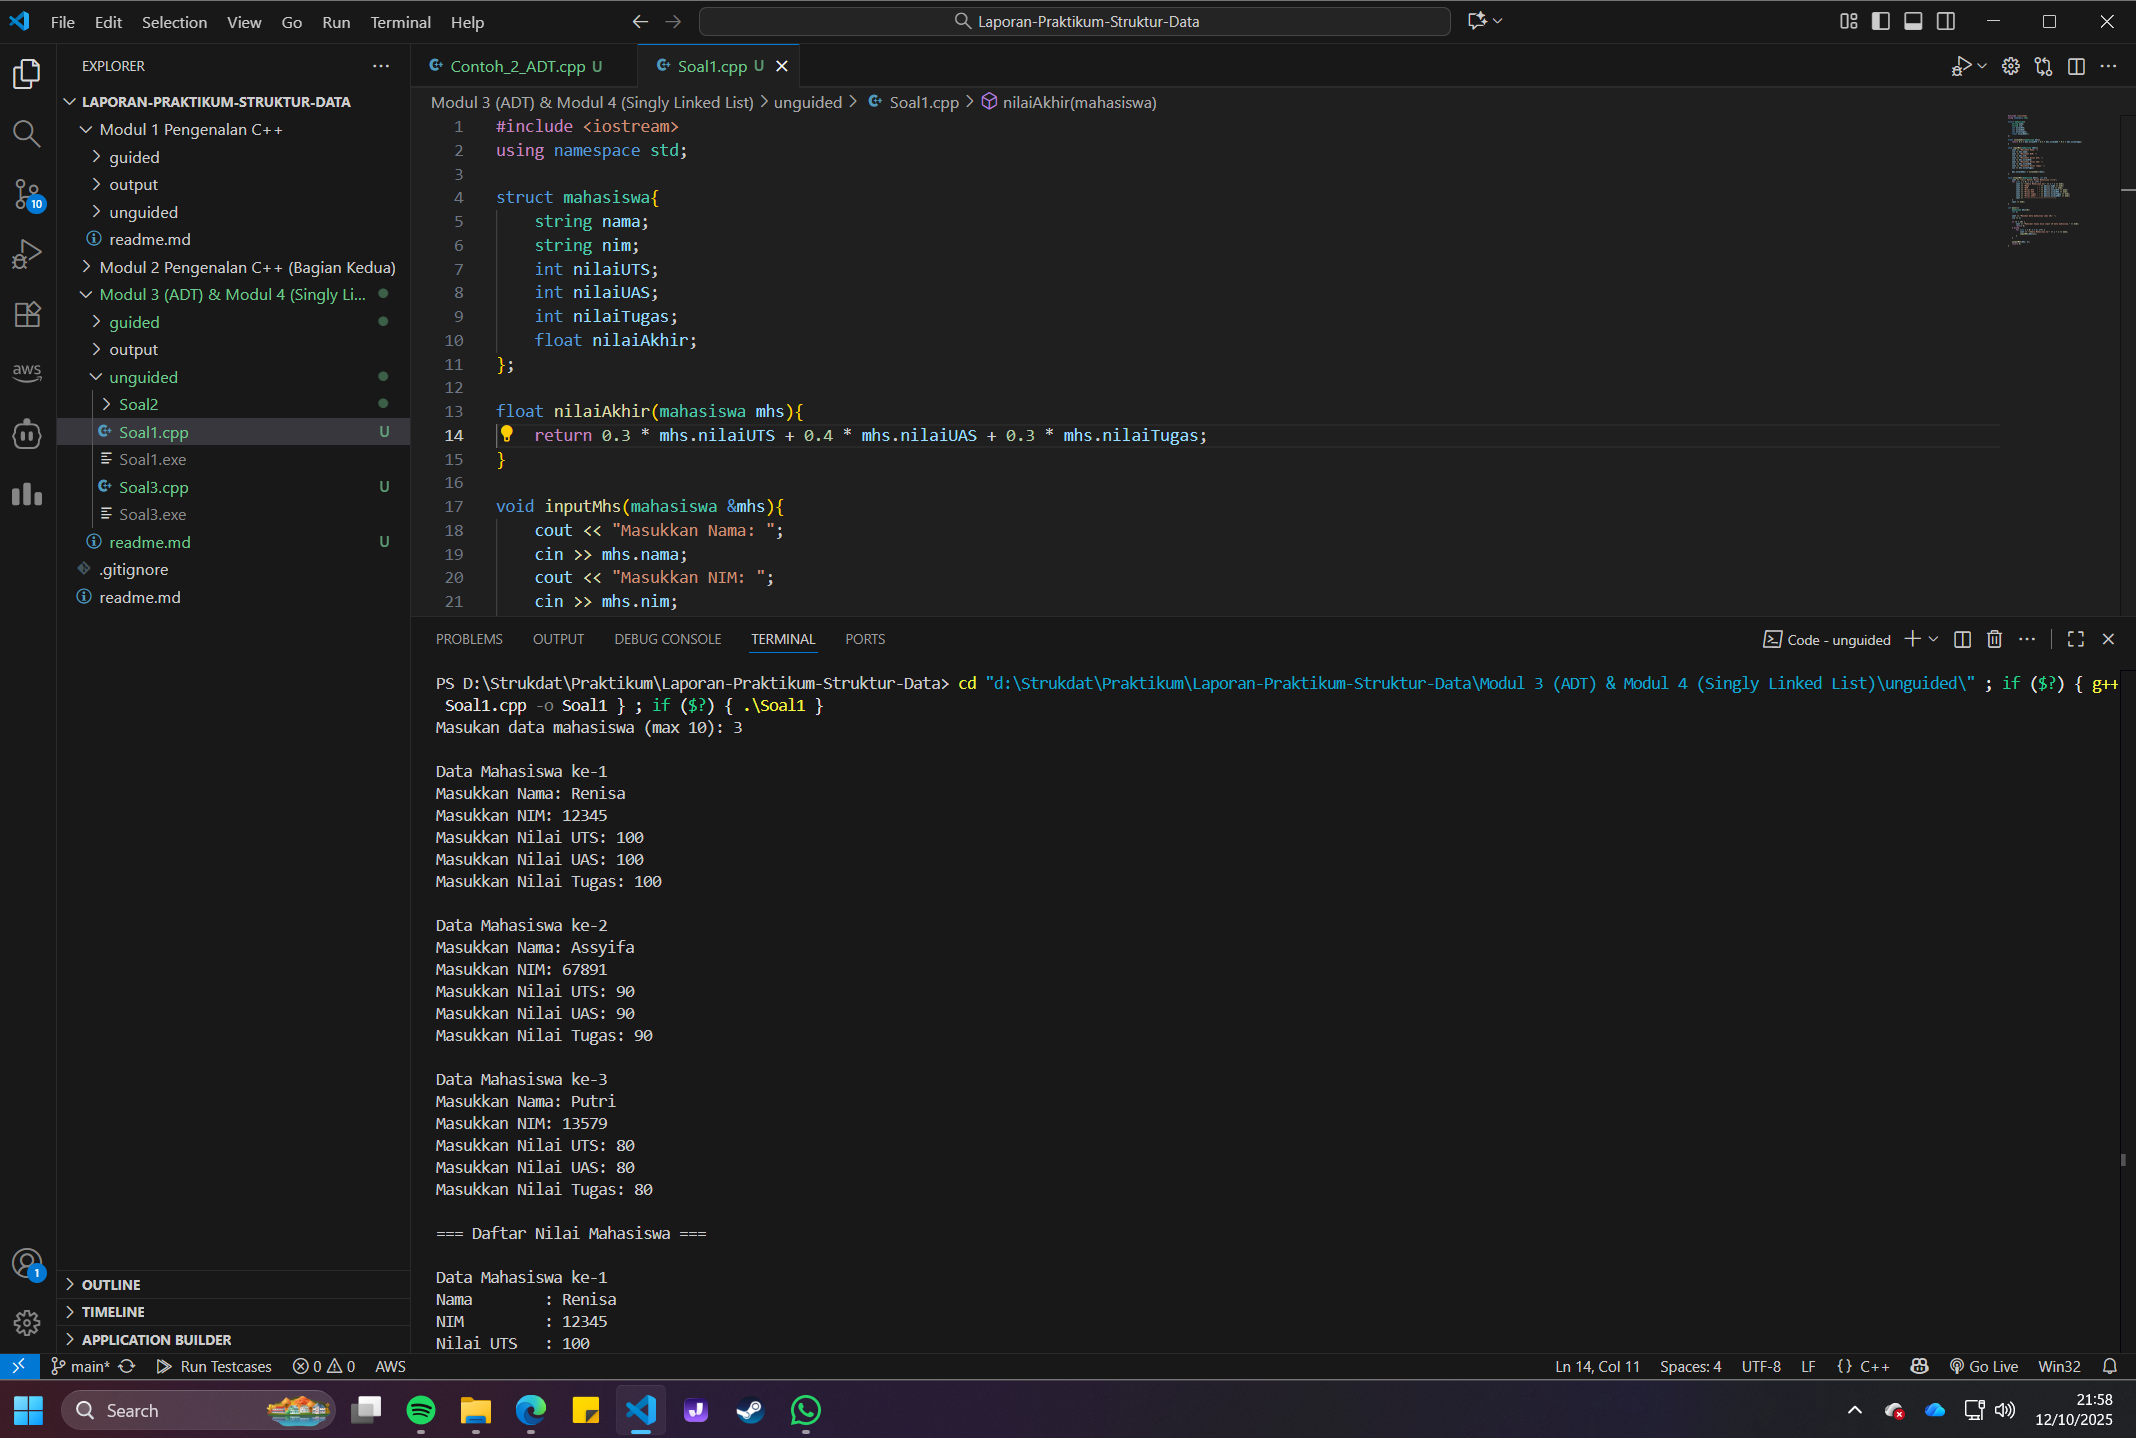 File Edit Selection View Go Run Terminal Help
Laporan-Praktikum-Struktur-Data
EXPLORER
LAPORAN-PRAKTIKUM-STRUKTUR-DATA
Modul 1 Pengenalan C++
guided
output
unguided
readme.md
Modul 2 Pengenalan C++ (Bagian Kedua)
Modul 3 (ADT) & Modul 4 (Singly Li...
guided
output
unguided
Soal2
Soal1.cpp U
Soal1.exe
Soal3.cpp U
Soal3.exe
readme.md U
.gitignore
readme.md
OUTLINE
TIMELINE
APPLICATION BUILDER
aws
10
1
Contoh_2_ADT.cpp U
Soal1.cpp U
Modul 3 (ADT) & Modul 4 (Singly Linked List) > unguided > Soal1.cpp > nilaiAkhir(mahasiswa)
1 #include <iostream>
2 using namespace std;
3
4 struct mahasiswa{
5 string nama;
6 string nim;
7 int nilaiUTS;
8 int nilaiUAS;
9 int nilaiTugas;
10 float nilaiAkhir;
11 };
12
13 float nilaiAkhir(mahasiswa mhs){
14 return 0.3 * mhs.nilaiUTS + 0.4 * mhs.nilaiUAS + 0.3 * mhs.nilaiTugas;
15 }
16
17 void inputMhs(mahasiswa &mhs){
18 cout << "Masukkan Nama: ";
19 cin >> mhs.nama;
20 cout << "Masukkan NIM: ";
21 cin >> mhs.nim;
PROBLEMS OUTPUT DEBUG CONSOLE TERMINAL PORTS
Code - unguided
PS D:\Strukdat\Praktikum\Laporan-Praktikum-Struktur-Data> cd "d:\Strukdat\Praktikum\Laporan-Praktikum-Struktur-Data\Modul 3 (ADT) & Modul 4 (Singly Linked List)\unguided\" ; if ($?) { g++
Soal1.cpp -o Soal1 } ; if ($?) { .\Soal1 }
Masukan data mahasiswa (max 10): 3

Data Mahasiswa ke-1
Masukkan Nama: Renisa
Masukkan NIM: 12345
Masukkan Nilai UTS: 100
Masukkan Nilai UAS: 100
Masukkan Nilai Tugas: 100

Data Mahasiswa ke-2
Masukkan Nama: Assyifa
Masukkan NIM: 67891
Masukkan Nilai UTS: 90
Masukkan Nilai UAS: 90
Masukkan Nilai Tugas: 90

Data Mahasiswa ke-3
Masukkan Nama: Putri
Masukkan NIM: 13579
Masukkan Nilai UTS: 80
Masukkan Nilai UAS: 80
Masukkan Nilai Tugas: 80

=== Daftar Nilai Mahasiswa ===

Data Mahasiswa ke-1
Nama : Renisa
NIM : 12345
Nilai UTS : 100
main* Run Testcases 0 0 AWS
Ln 14, Col 11 Spaces: 4 UTF-8 LF {} C++ Go Live Win32
Search
21:58
12/10/2025